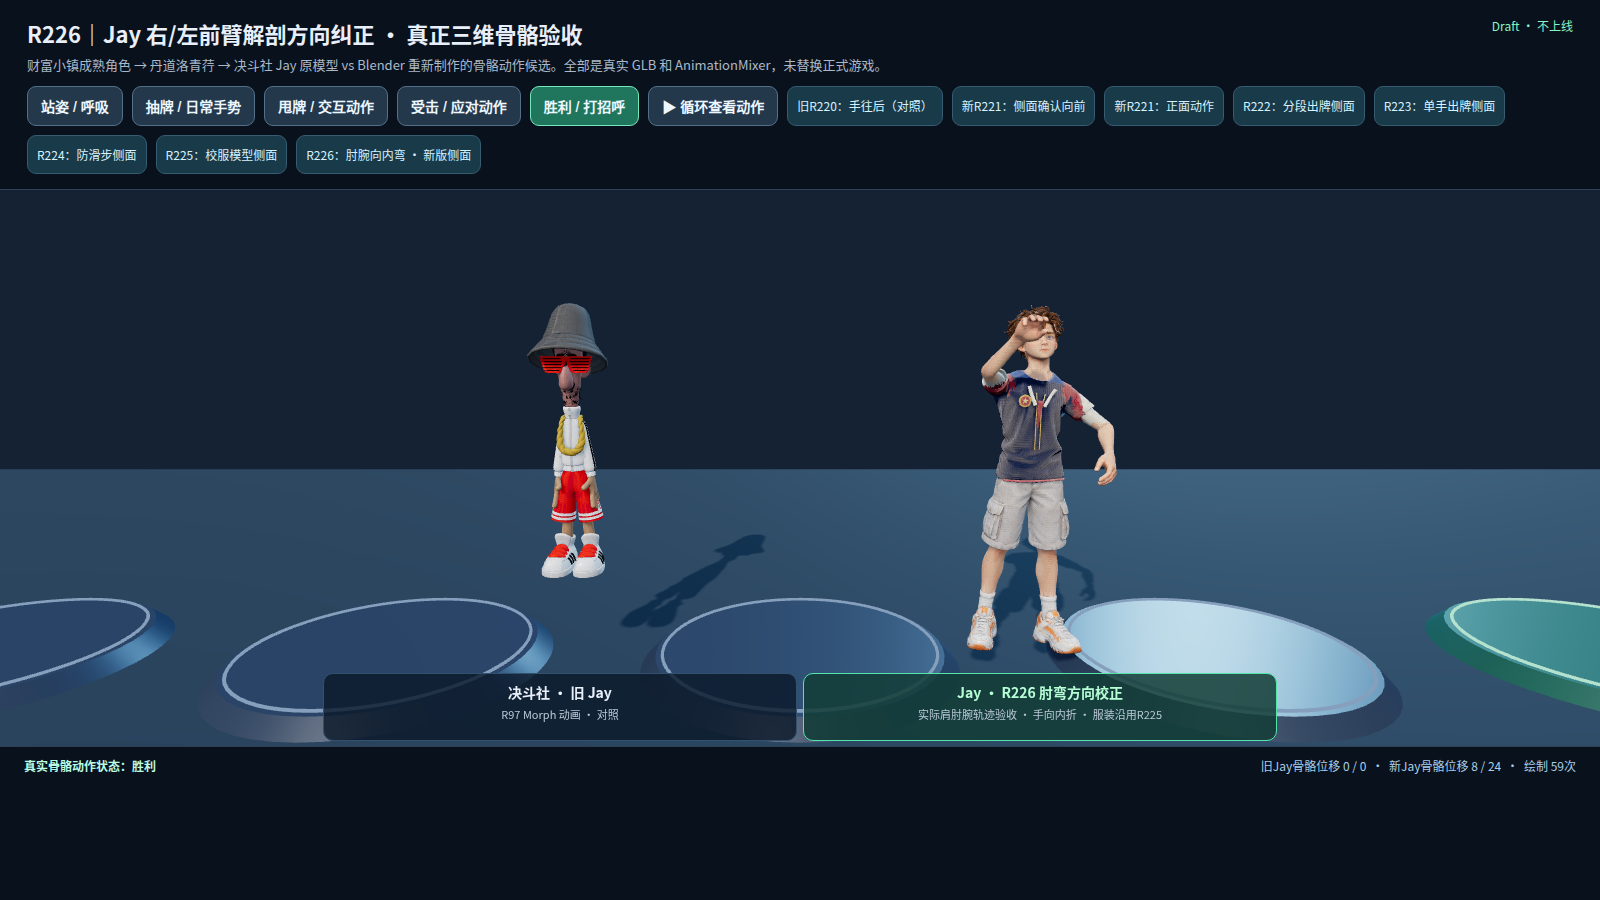 R226｜Jay 右/左前臂解剖方向纠正 · 真正三维骨骼验收
Draft · 不上线
财富小镇成熟角色 → 丹道洛青荇 → 决斗社 Jay 原模型 vs Blender 重新制作的骨骼动作候选。全部是真实 GLB 和 AnimationMixer，未替换正式游戏。
站姿 / 呼吸
抽牌 / 日常手势
甩牌 / 交互动作
受击 / 应对动作
胜利 / 打招呼
▶ 循环查看动作
旧R220：手往后（对照）
新R221：侧面确认向前
新R221：正面动作
R222：分段出牌侧面
R223：单手出牌侧面
R224：防滑步侧面
R225：校服模型侧面
R226：肘腕向内弯 · 新版侧面
决斗社 · 旧 Jay
R97 Morph 动画 · 对照
Jay · R226 肘弯方向校正
实际肩肘腕轨迹验收 · 手向内折 · 服装沿用R225
真实骨骼动作状态：胜利
旧Jay骨骼位移 0 / 0 · 新Jay骨骼位移 8 / 24 · 绘制 59次